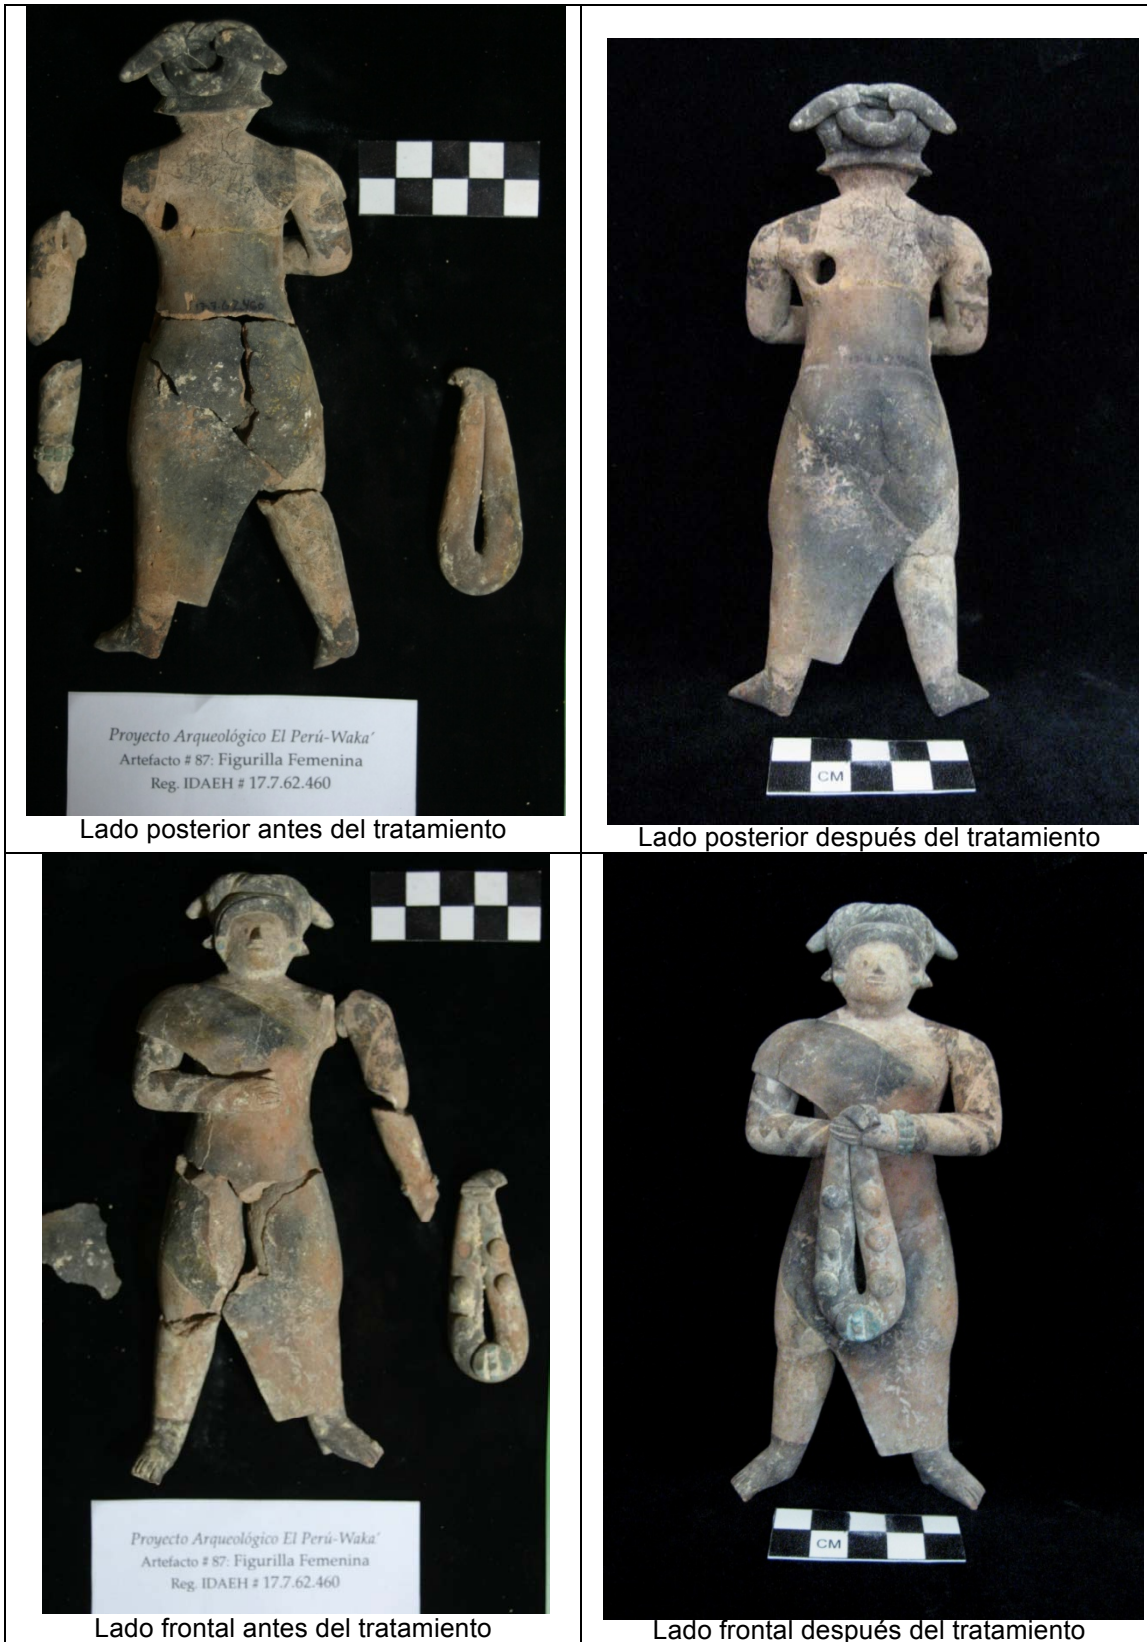 Proyecto Arqueológico El Perú-Waka´
Artefacto # 87: Figurilla Femenina
Reg. IDAEH # 17.7.62.460
Lado posterior antes del tratamiento
CM
Lado posterior después del tratamiento
Proyecto Arqueológico El Perú-Waka´
Artefacto # 87: Figurilla Femenina
Reg. IDAEH # 17.7.62.460
Lado frontal antes del tratamiento
CM
Lado frontal después del tratamiento